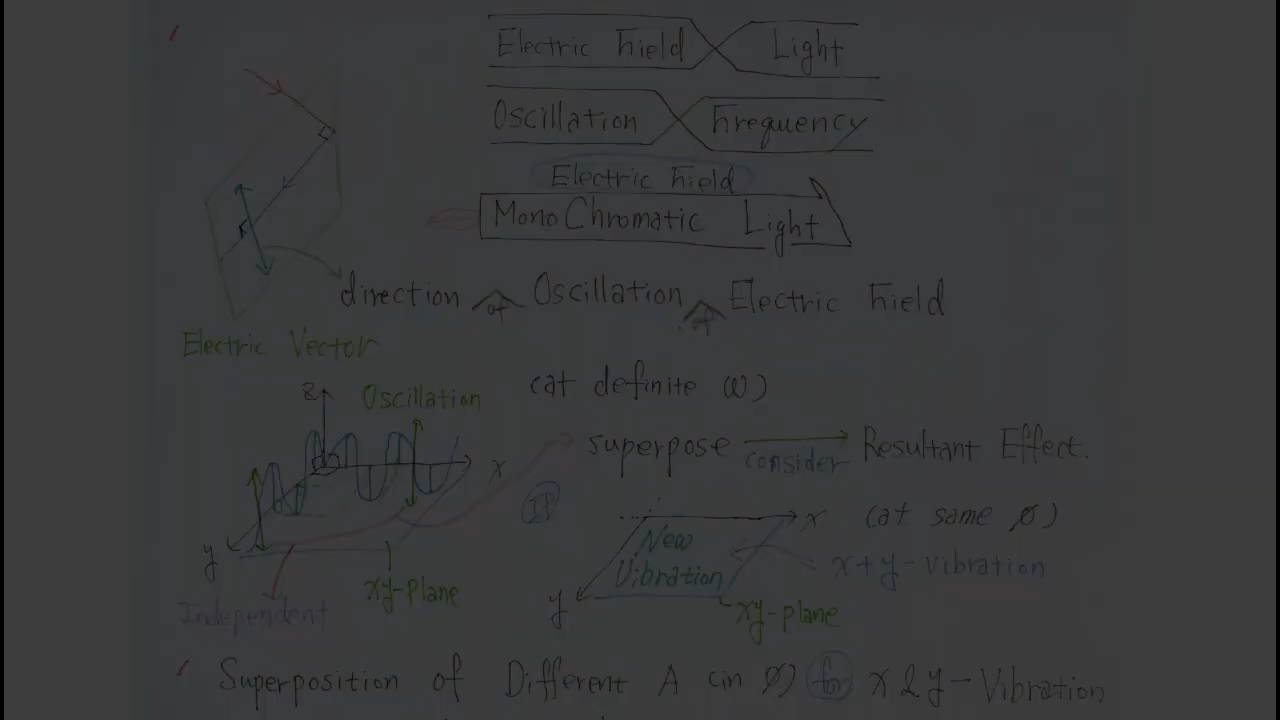 Electric Field Light
Oscillation Frequency
Electric Field
MonoChromatic Light
direction of Oscillation of Electric Field
Electric Vector
(at definite ω)
z
Oscillation
superpose consider Resultant Effect.
x
If
x (at same ø)
New
Vibration
x+y-vibration
y
xy-plane
y
xy-plane
Independent
Superposition of Different A (in ø) for x & y-Vibration